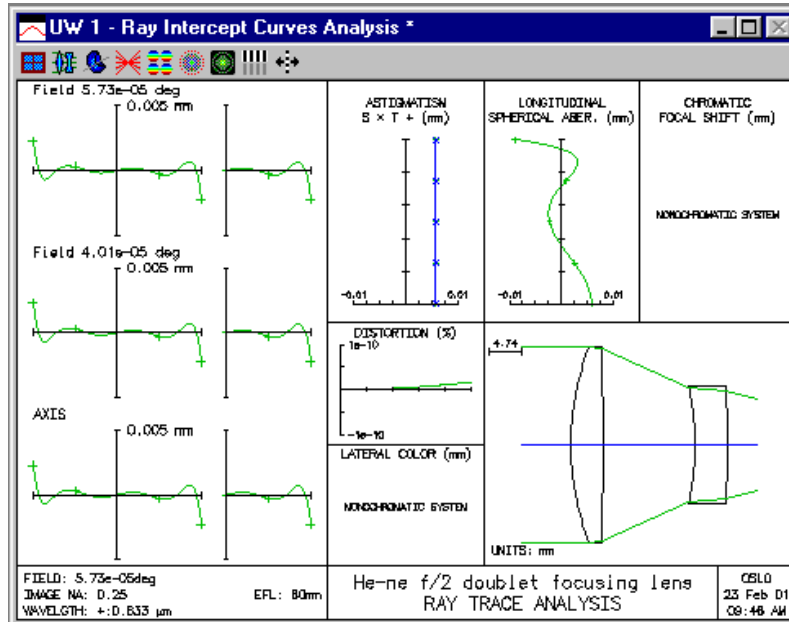 UW 1 - Ray Intercept Curves Analysis *
Field 5.73e-05 deg
0.005 mm
Field 4.01e-05 deg
0.005 mm
AXIS
0.005 mm
ASTIGMATISM
S × T + (mm)
-0.01 0.01
LONGITUDINAL
SPHERICAL ABER. (mm)
-0.01 0.01
CHROMATIC
FOCAL SHIFT (mm)
MONOCHROMATIC SYSTEM
DISTORTION (%)
1e-10
-1e-10
LATERAL COLOR (mm)
MONOCHROMATIC SYSTEM
4.74
UNITS: mm
FIELD: 5.73e-05deg
IMAGE NA: 0.25 EFL: 80mm
WAVELGTH: +:0.633 µm
He-ne f/2 doublet focusing lens
RAY TRACE ANALYSIS
OSLO
23 Feb 01
09:46 AM